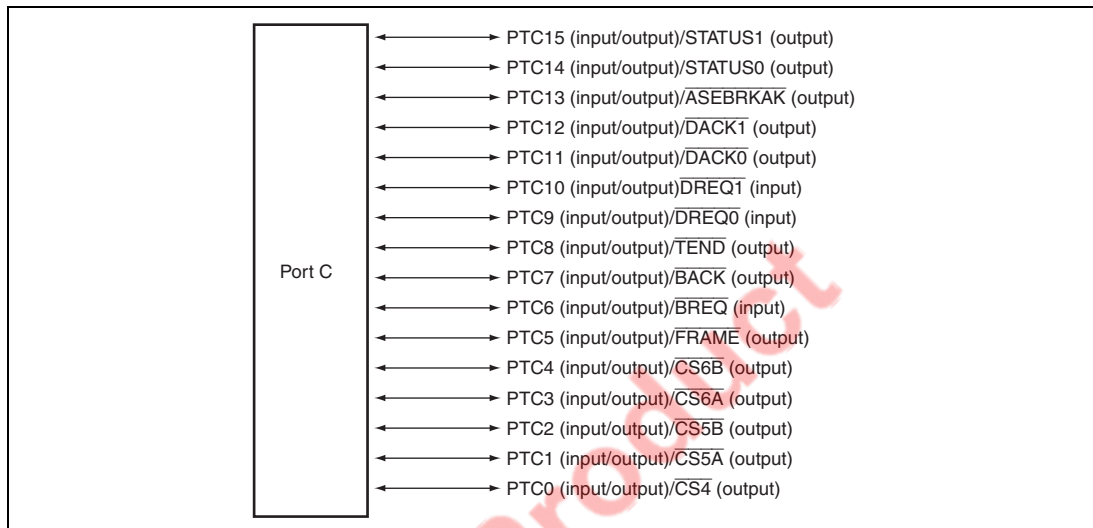 PTC15 (input/output)/STATUS1 (output)
PTC14 (input/output)/STATUS0 (output)
PTC13 (input/output)/ASEBRKAK (output)
PTC12 (input/output)/DACK1 (output)
PTC11 (input/output)/DACK0 (output)
PTC10 (input/output)DREQ1 (input)
PTC9 (input/output)/DREQ0 (input)
PTC8 (input/output)/TEND (output)
Port C
PTC7 (input/output)/BACK (output)
PTC6 (input/output)/BREQ (input)
PTC5 (input/output)/FRAME (output)
PTC4 (input/output)/CS6B (output)
PTC3 (input/output)/CS6A (output)
PTC2 (input/output)/CS5B (output)
PTC1 (input/output)/CS5A (output)
PTC0 (input/output)/CS4 (output)
Product